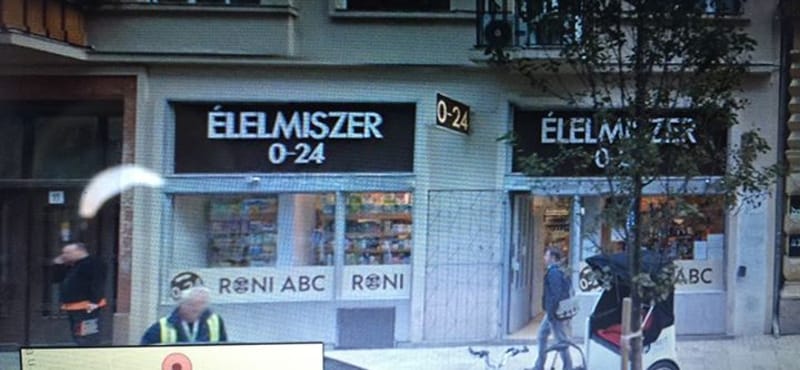 ÉLELMISZER
0-24
0-24
ÉLELMISZER
RONI ABC
RONI
ABC